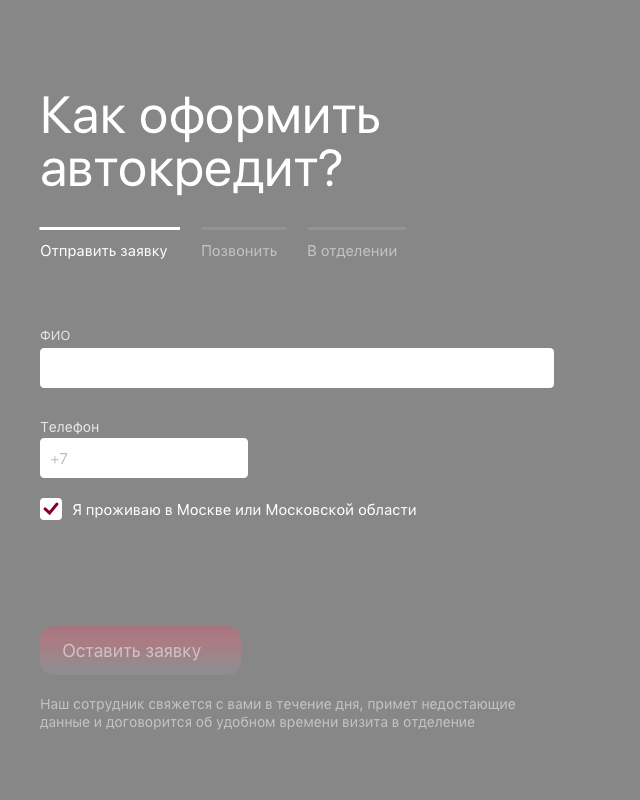 Как оформить
автокредит?
Отправить заявку
Позвонить
В отделении
ФИО
Телефон
+7
Я проживаю в Москве или Московской области
Оставить заявку
Наш сотрудник свяжется с вами в течение дня, примет недостающие
данные и договорится об удобном времени визита в отделение